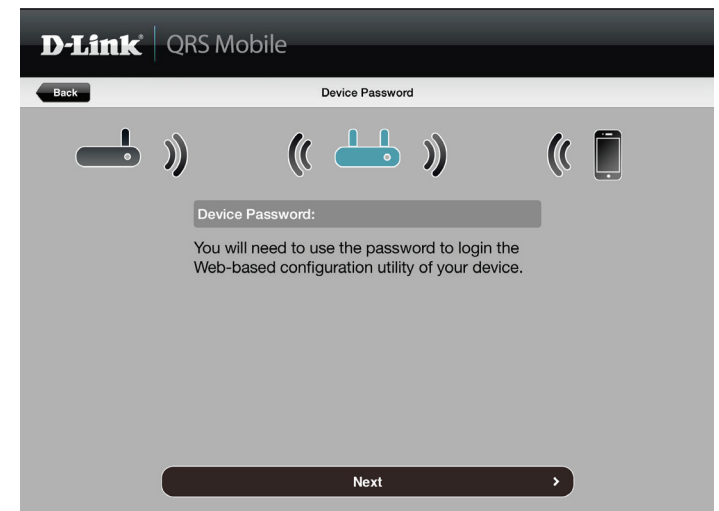 D-Link® QRS Mobile
Back Device Password
Device Password:
You will need to use the password to login the
Web-based configuration utility of your device.
Next